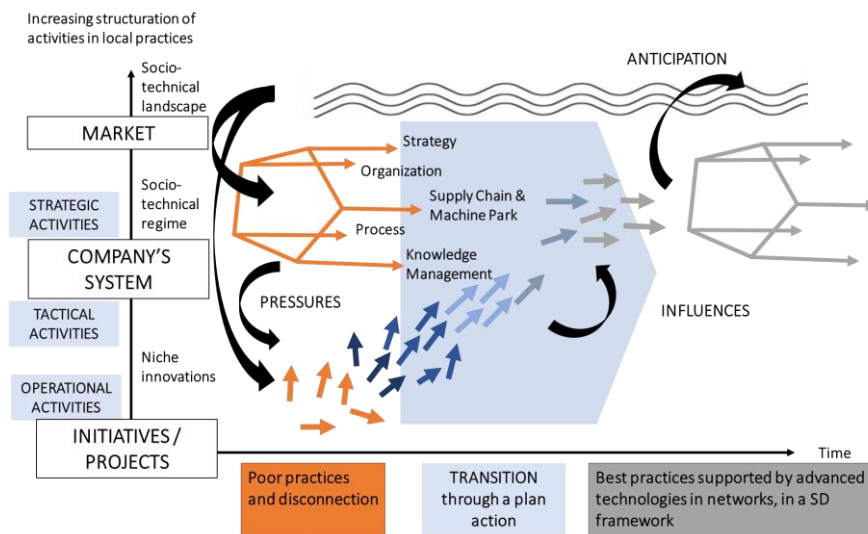 Increasing structuration of
activities in local practices
Socio-
technical
landscape
ANTICIPATION
MARKET
Strategy
Organization
STRATEGIC
ACTIVITIES
Socio-
technical
regime
Supply Chain &
Machine Park
Process
COMPANY'S
SYSTEM
Knowledge
Management
PRESSURES
INFLUENCES
TACTICAL
ACTIVITIES
Niche
innovations
OPERATIONAL
ACTIVITIES
INITIATIVES /
PROJECTS
Time
Poor practices
and disconnection
TRANSITION
through a plan
action
Best practices supported by advanced
technologies in networks, in a SD
framework